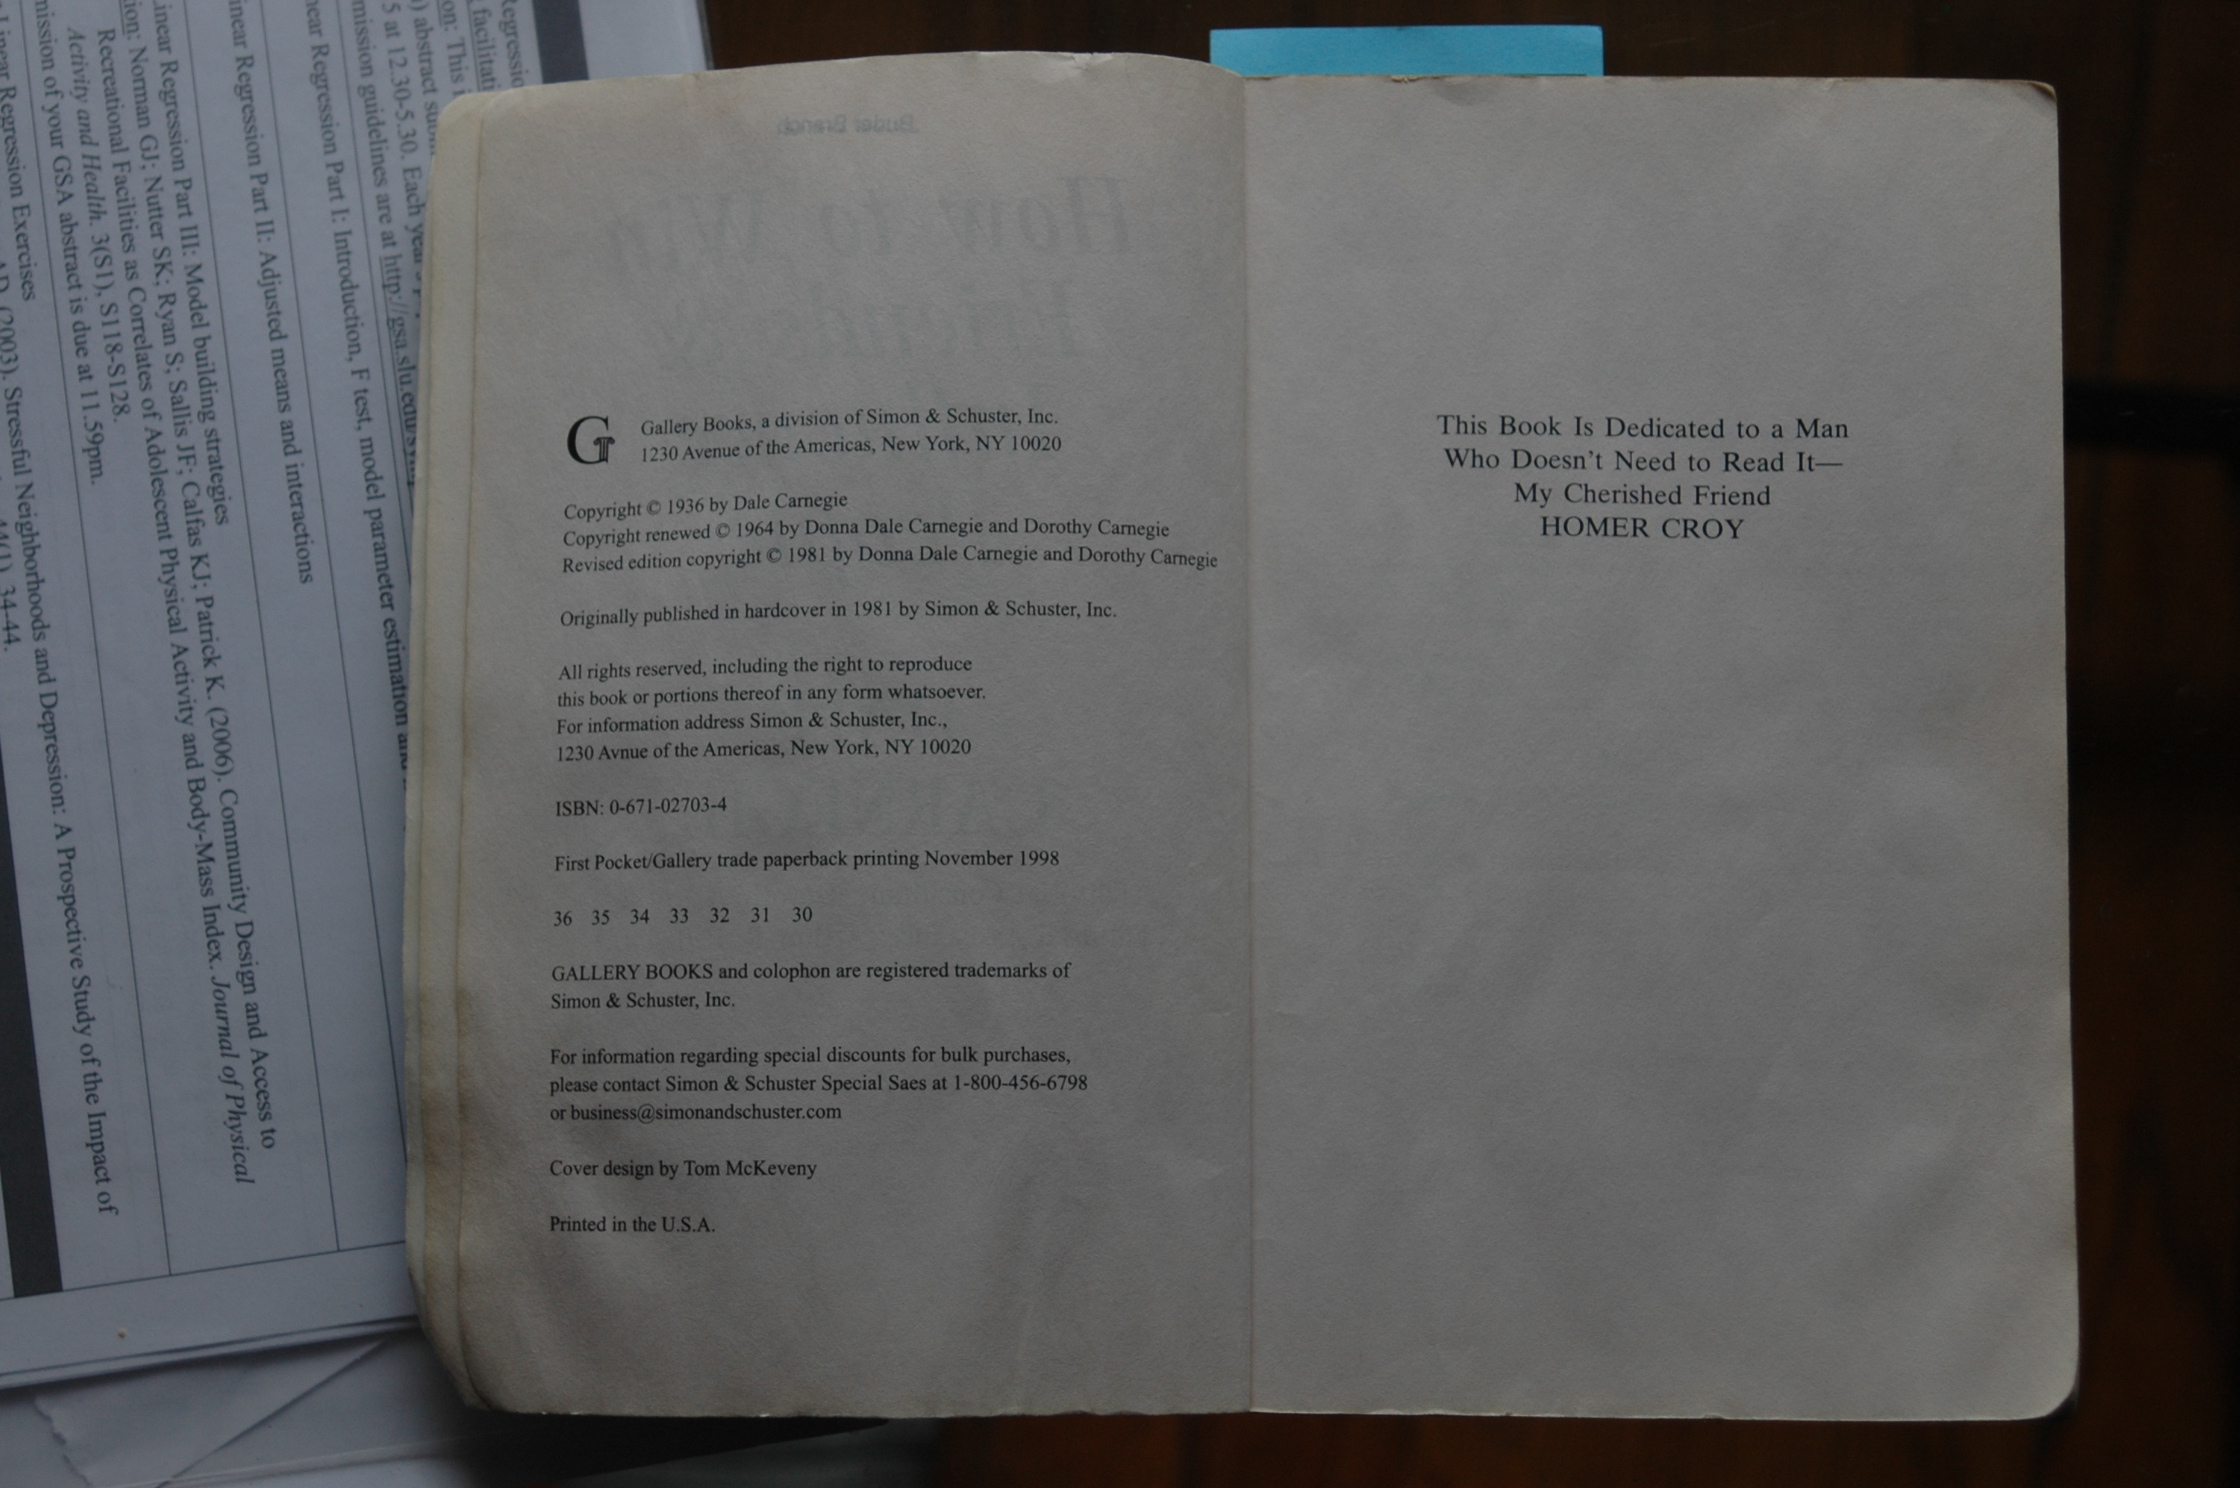 Gallery Books, a division of Simon & Schuster, Inc.
1230 Avenue of the Americas, New York, NY 10020
Copyright © 1936 by Dale Carnegie
Copyright renewed © 1964 by Donna Dale Carnegie and Dorothy Carnegie
Revised edition copyright © 1981 by Donna Dale Carnegie and Dorothy Carnegie
Originally published in hardcover in 1981 by Simon & Schuster, Inc.
All rights reserved, including the right to reproduce
this book or portions thereof in any form whatsoever.
For information address Simon & Schuster, Inc.,
1230 Avnue of the Americas, New York, NY 10020
ISBN: 0-671-02703-4
First Pocket/Gallery trade paperback printing November 1998
36 35 34 33 32 31 30
GALLERY BOOKS and colophon are registered trademarks of
Simon & Schuster, Inc.
For information regarding special discounts for bulk purchases,
please contact Simon & Schuster Special Saes at 1-800-456-6798
or business@simonandschuster.com
Cover design by Tom McKeveny
Printed in the U.S.A.
This Book Is Dedicated to a Man
Who Doesn't Need to Read It—
My Cherished Friend
HOMER CROY
abstract
5 at 12.30-5.30. Each year
mission guidelines are at http://gsa.slu.edu/
near Regression Part I: Introduction, F test, model parameter estimation
inear Regression Part II: Adjusted means and interactions
Linear Regression Part III: Model building strategies
Norman GJ; Nutter SK; Ryan S; Sallis JF; Calfas KJ; Patrick K. (2006). Community Design and Access to
Recreational Facilities as Correlates of Adolescent Physical Activity and Body-Mass Index. Journal of Physical
Activity and Health. 3(S1), S118-S128.
mission of your GSA abstract is due at 11.59pm.
Linear Regression Exercises
(2003). Stressful Neighborhoods and Depression: A Prospective Study of the Impact of
34-44.